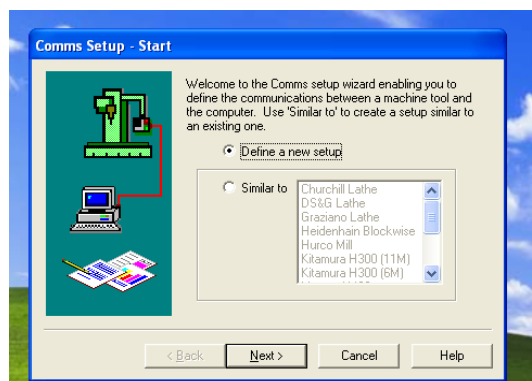 Comms Setup - Start
Welcome to the Comms setup wizard enabling you to
define the communications between a machine tool and
the computer. Use 'Similar to' to create a setup similar to
an existing one.
Define a new setup
Similar to
Churchill Lathe
DS&G Lathe
Graziano Lathe
Heidenhain Blockwise
Hurco Mill
Kitamura H300 (11M)
Kitamura H300 (6M)
< Back
Next >
Cancel
Help